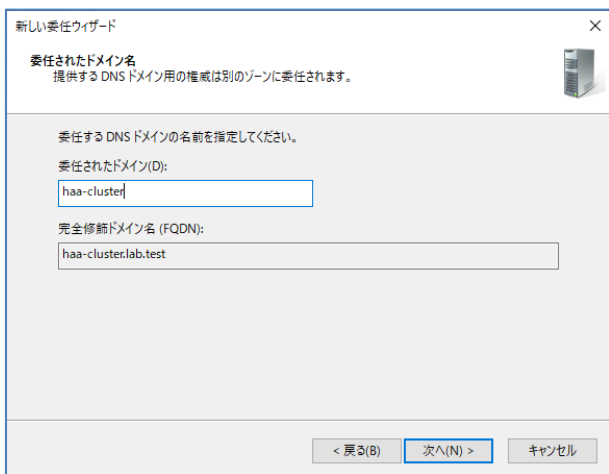 新しい委任ウィザード
委任されたドメイン名
提供する DNS ドメイン用の権威は別のゾーンに委任されます。
委任する DNS ドメインの名前を指定してください。
委任されたドメイン(D):
haa-cluster
完全修飾ドメイン名 (FQDN):
haa-cluster.lab.test
< 戻る(B)
次へ(N) >
キャンセル